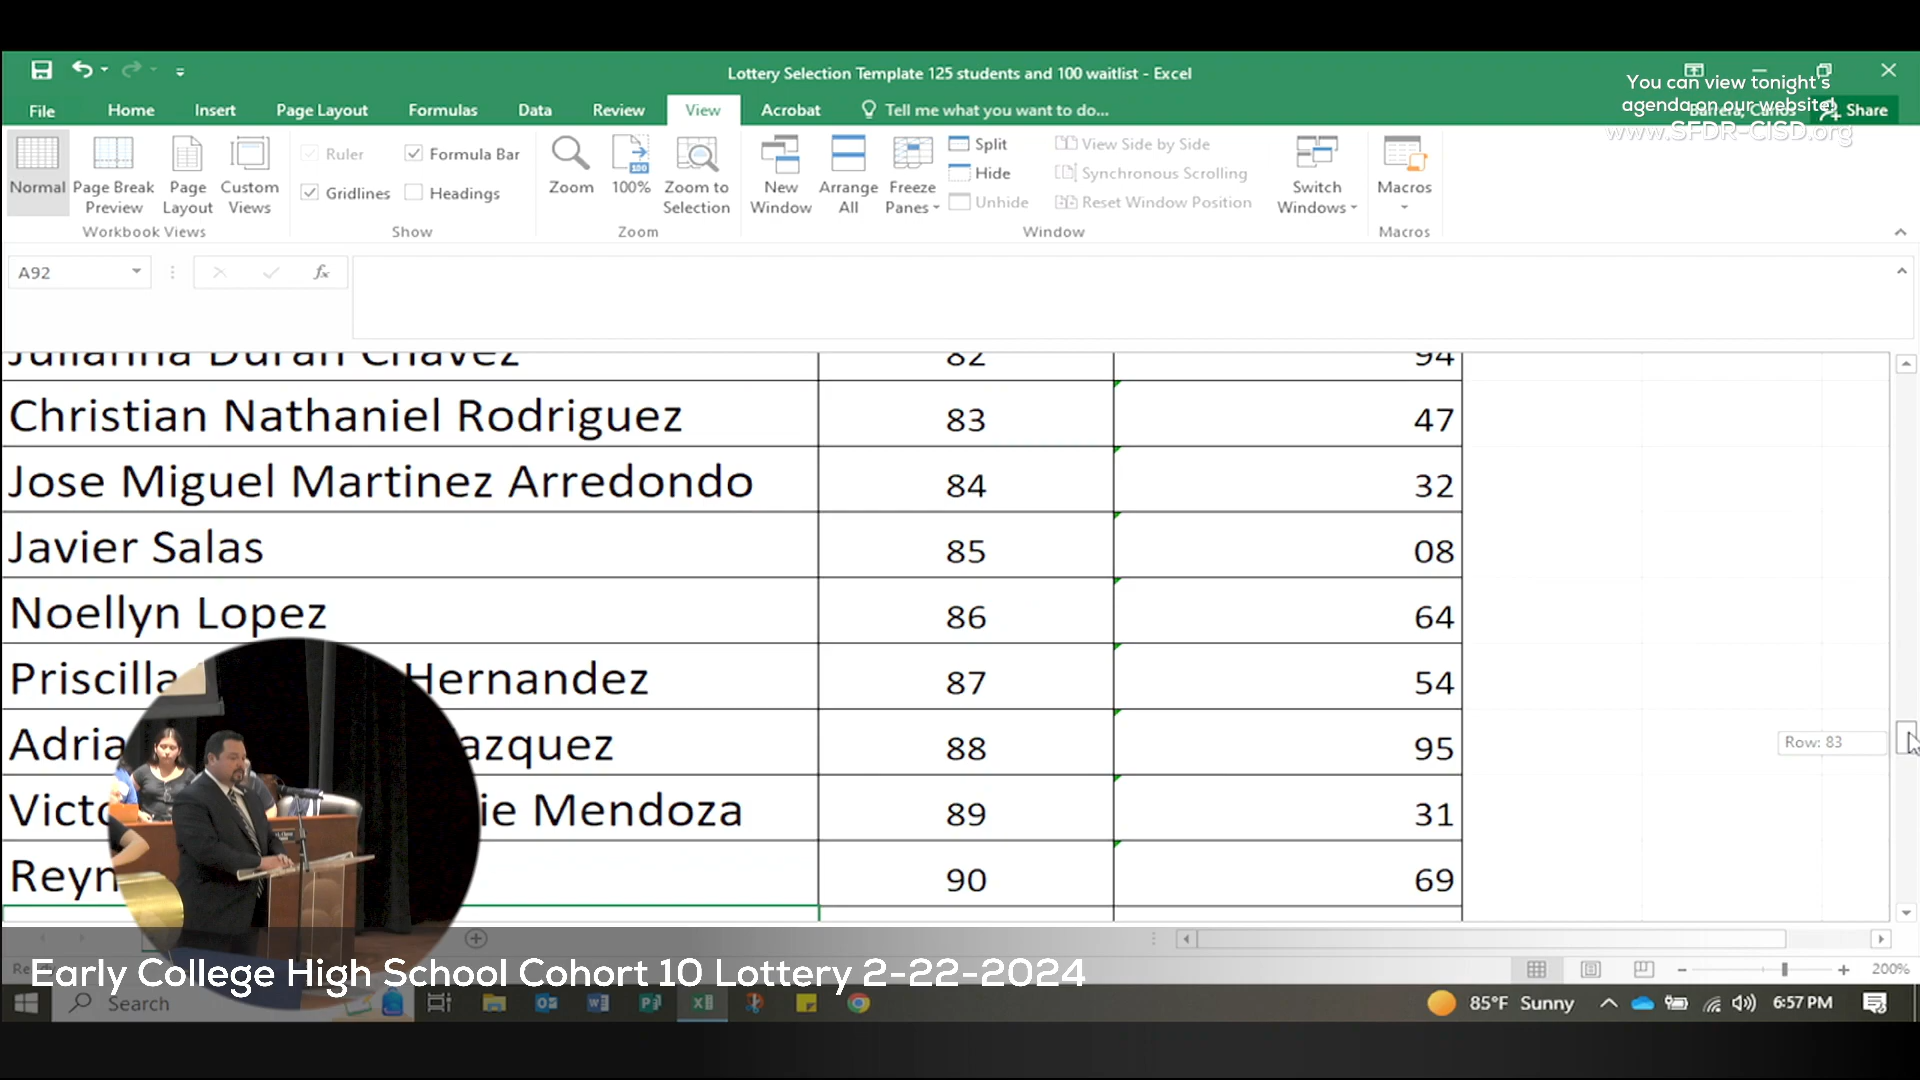 Lottery Selection Template 125 students and 100 waitlist - Excel
You can view tonight's
agenda on our website!
www.SFDR-CISD.org
File Home Insert Page Layout Formulas Data Review View Acrobat Tell me what you want to do... Share
Ruler Formula Bar
Gridlines Headings
Normal Page Break Preview Page Layout Custom Views
Zoom 100% Zoom to Selection
New Window Arrange All Freeze Panes
Split
Hide
Unhide
View Side by Side
Synchronous Scrolling
Reset Window Position
Switch Windows Macros
Workbook Views Show Zoom Window Macros
A92 fx
Julianna Duran Chavez 82 94
Christian Nathaniel Rodriguez 83 47
Jose Miguel Martinez Arredondo 84 32
Javier Salas 85 08
Noellyn Lopez 86 64
Priscilla Hernandez 87 54
Adria azquez 88 95
Row: 83
Victo ie Mendoza 89 31
Reyn 90 69
200%
Early College High School Cohort 10 Lottery 2-22-2024
Search 85°F Sunny 6:57 PM